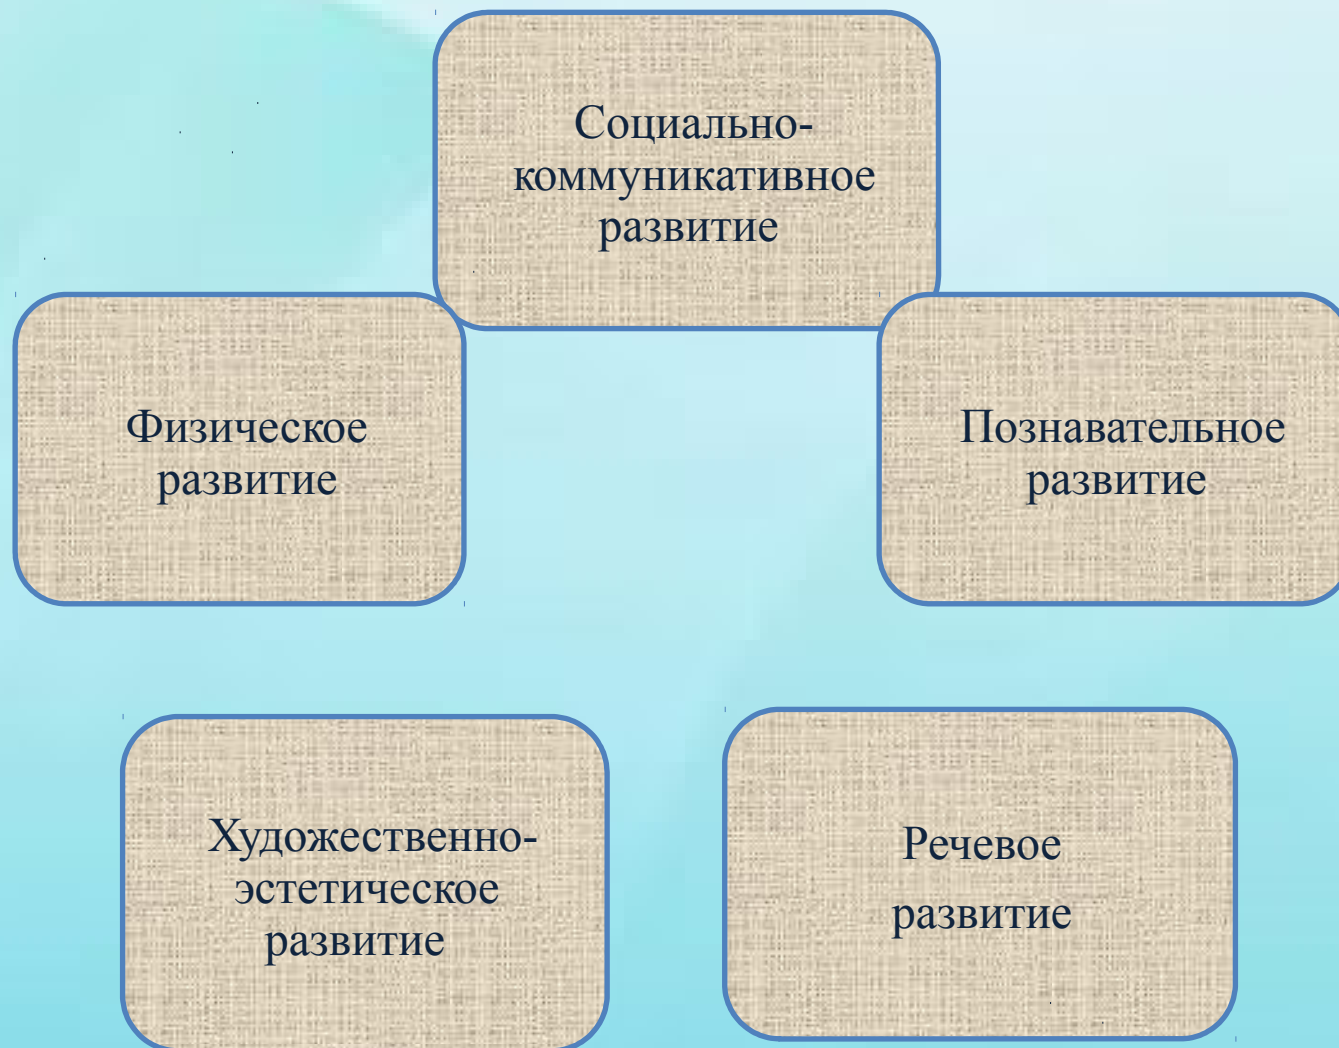 Социально-
коммуникативное
развитие
Физическое
развитие
Познавательное
развитие
Художественно-
эстетическое
развитие
Речевое
развитие